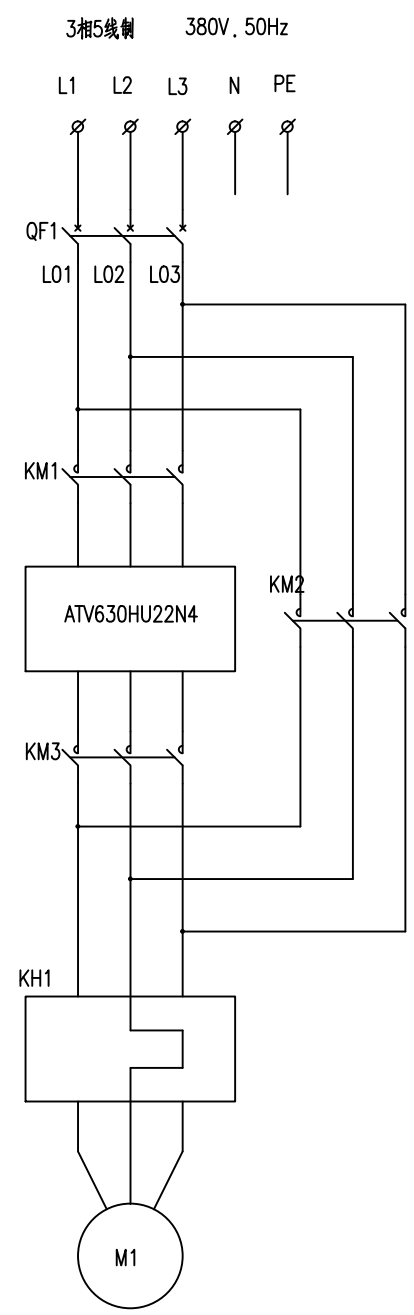 3相5线制 380V, 50Hz
L1 L2 L3 N PE
QF1
L01 L02 L03
KM1
KM2
ATV630HU22N4
KM3
KH1
M1